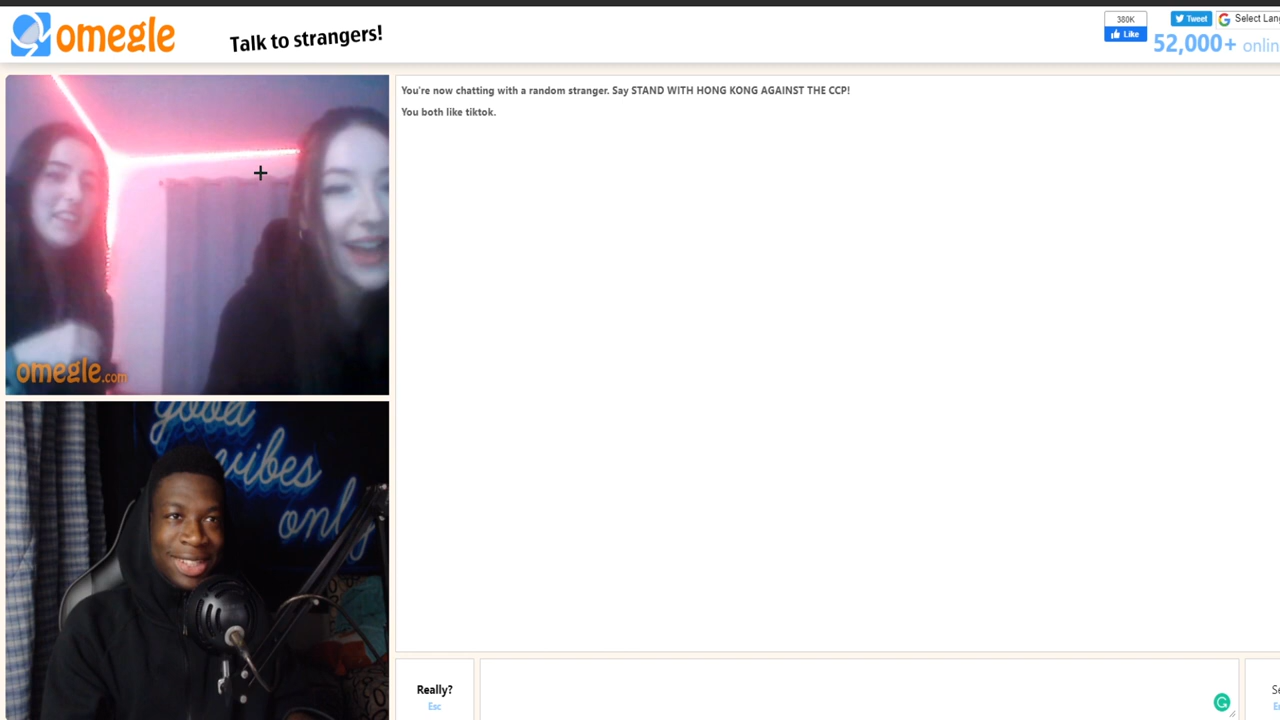 omegle
Talk to strangers!
380K
Like
Tweet
Select Lang
52,000+ onlin
You're now chatting with a random stranger. Say STAND WITH HONG KONG AGAINST THE CCP!
You both like tiktok.
omegle.com
good
vibes
only
Really?
Esc